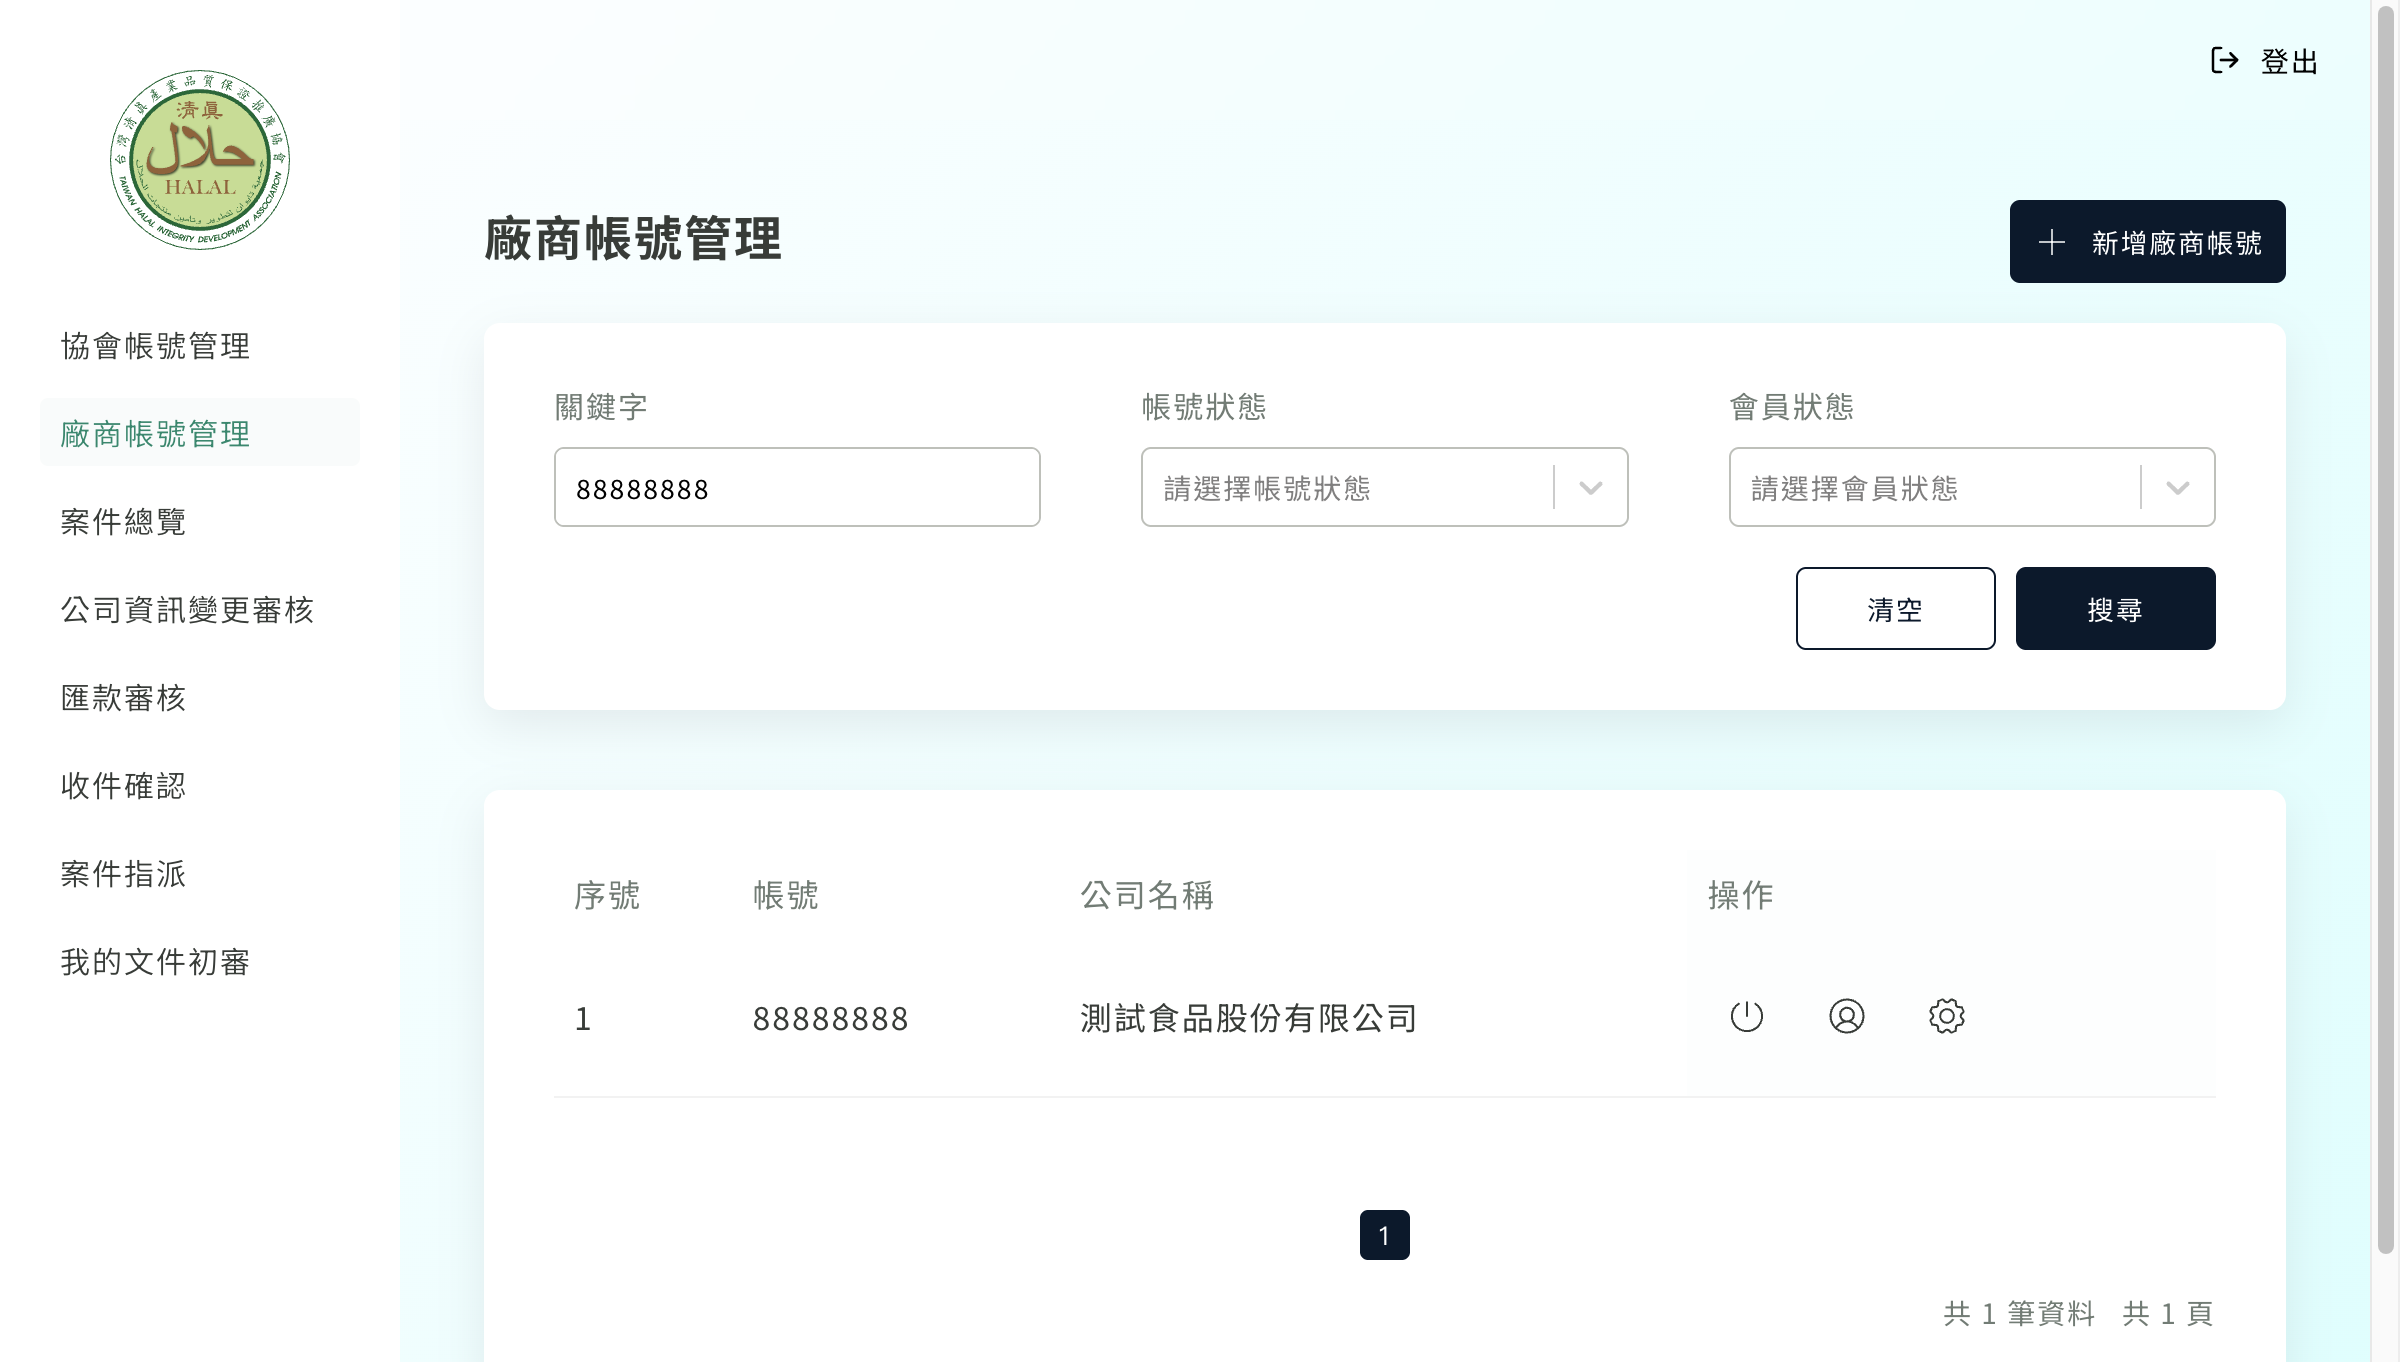 台灣清真產業品質保證推廣協會
清真
حلال
HALAL
TAIWAN HALAL INTEGRITY DEVELOPMENT ASSOCIATION
登出
協會帳號管理
廠商帳號管理
案件總覽
公司資訊變更審核
匯款審核
收件確認
案件指派
我的文件初審
廠商帳號管理
新增廠商帳號
關鍵字 帳號狀態 會員狀態
88888888 請選擇帳號狀態 請選擇會員狀態
清空 搜尋
序號 帳號 公司名稱 操作
1 88888888 測試食品股份有限公司
1
共 1 筆資料 共 1 頁